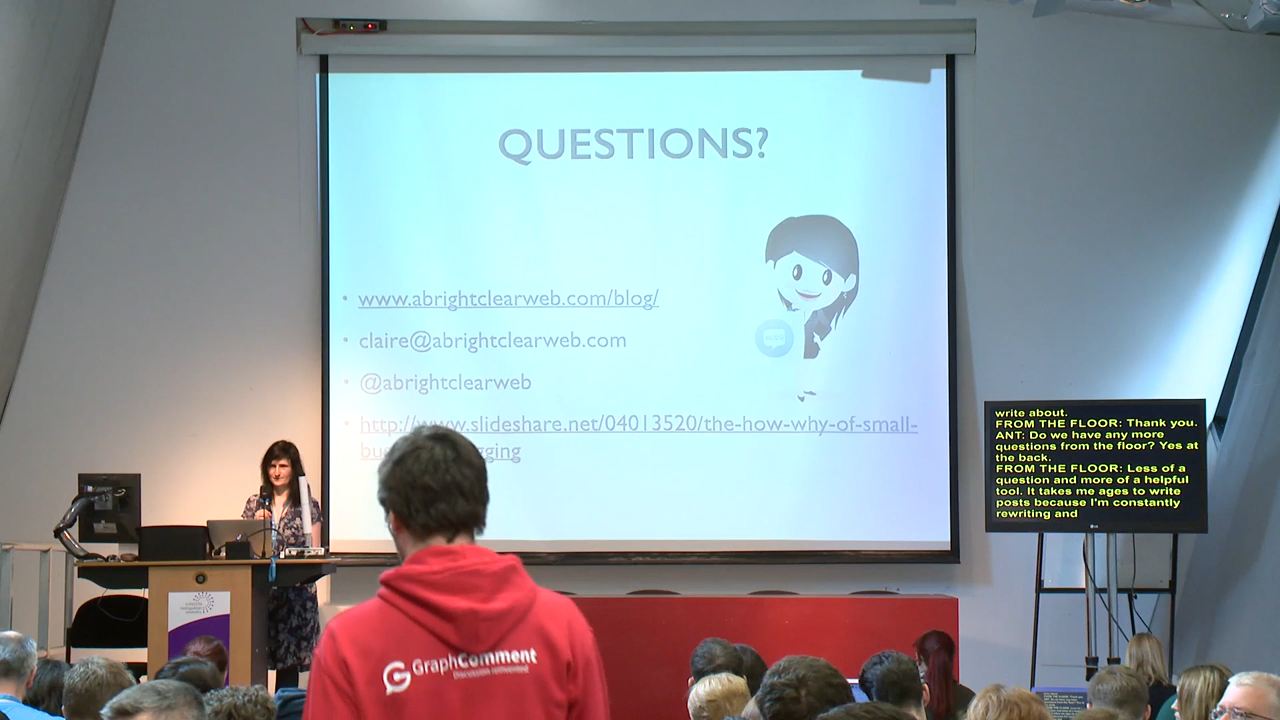 QUESTIONS?
www.abrightclearweb.com/blog/
claire@abrightclearweb.com
@abrightclearweb
http://www.slideshare.net/04013520/the-how-why-of-small-
write about.
FROM THE FLOOR: Thank you.
ANT: Do we have any more
questions from the floor? Yes at
the back.
FROM THE FLOOR: Less of a
question and more of a helpful
tool. It takes me ages to write
posts because I'm constantly
rewriting and
LG
GraphComment
Discussion reinvented